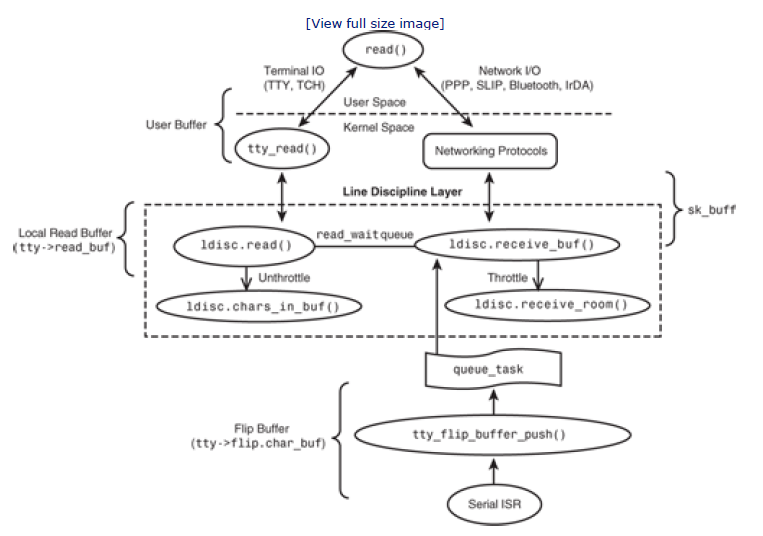 [View full size image]
read()
Terminal IO
(TTY, TCH)
Network I/O
(PPP, SLIP, Bluetooth, IrDA)
User Space
User Buffer
Kernel Space
tty_read()
Networking Protocols
Line Discipline Layer
sk_buff
Local Read Buffer
(tty->read_buf)
read_wait queue
ldisc.read()
ldisc.receive_buf()
Unthrottle
Throttle
ldisc.chars_in_buf()
ldisc.receive_room()
queue_task
Flip Buffer
(tty->flip.char_buf)
tty_flip_buffer_push()
Serial ISR